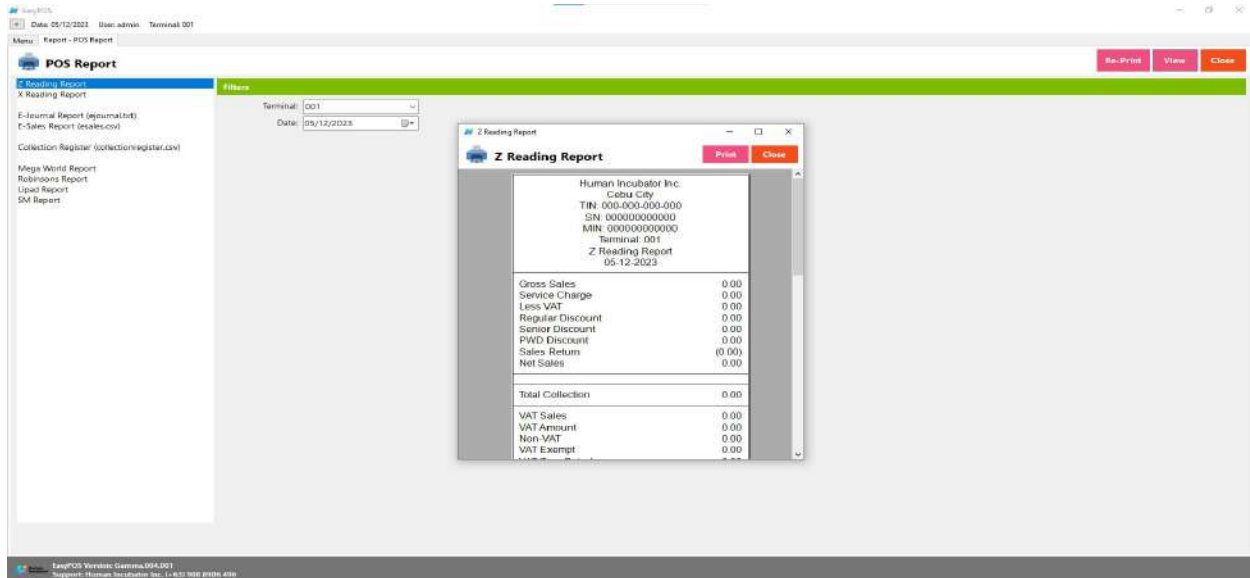 EasyPOS
Date: 05/12/2023 User: admin Terminal: 001
Menu Report - POS Report
POS Report
Re-Print View Close
Z Reading Report
X Reading Report
E-Journal Report (ejournal.txt)
E-Sales Report (esales.csv)
Collection Register (collectionregister.csv)
Mega World Report
Robinsons Report
Lipad Report
SM Report
Filters
Terminal: 001
Date: 05/12/2023
Z Reading Report
Z Reading Report
Print Close
Human Incubator Inc.
Cebu City
TIN: 000-000-000-000
SN: 000000000000
MIN: 000000000000
Terminal: 001
Z Reading Report
05-12-2023
Gross Sales 0.00
Service Charge 0.00
Less VAT 0.00
Regular Discount 0.00
Senior Discount 0.00
PWD Discount 0.00
Sales Return (0.00)
Net Sales 0.00
Total Collection 0.00
VAT Sales 0.00
VAT Amount 0.00
Non-VAT 0.00
VAT Exempt 0.00
EasyPOS Version: Gamma.004.001
Support: Human Incubator Inc. (+63) 908 8906 496